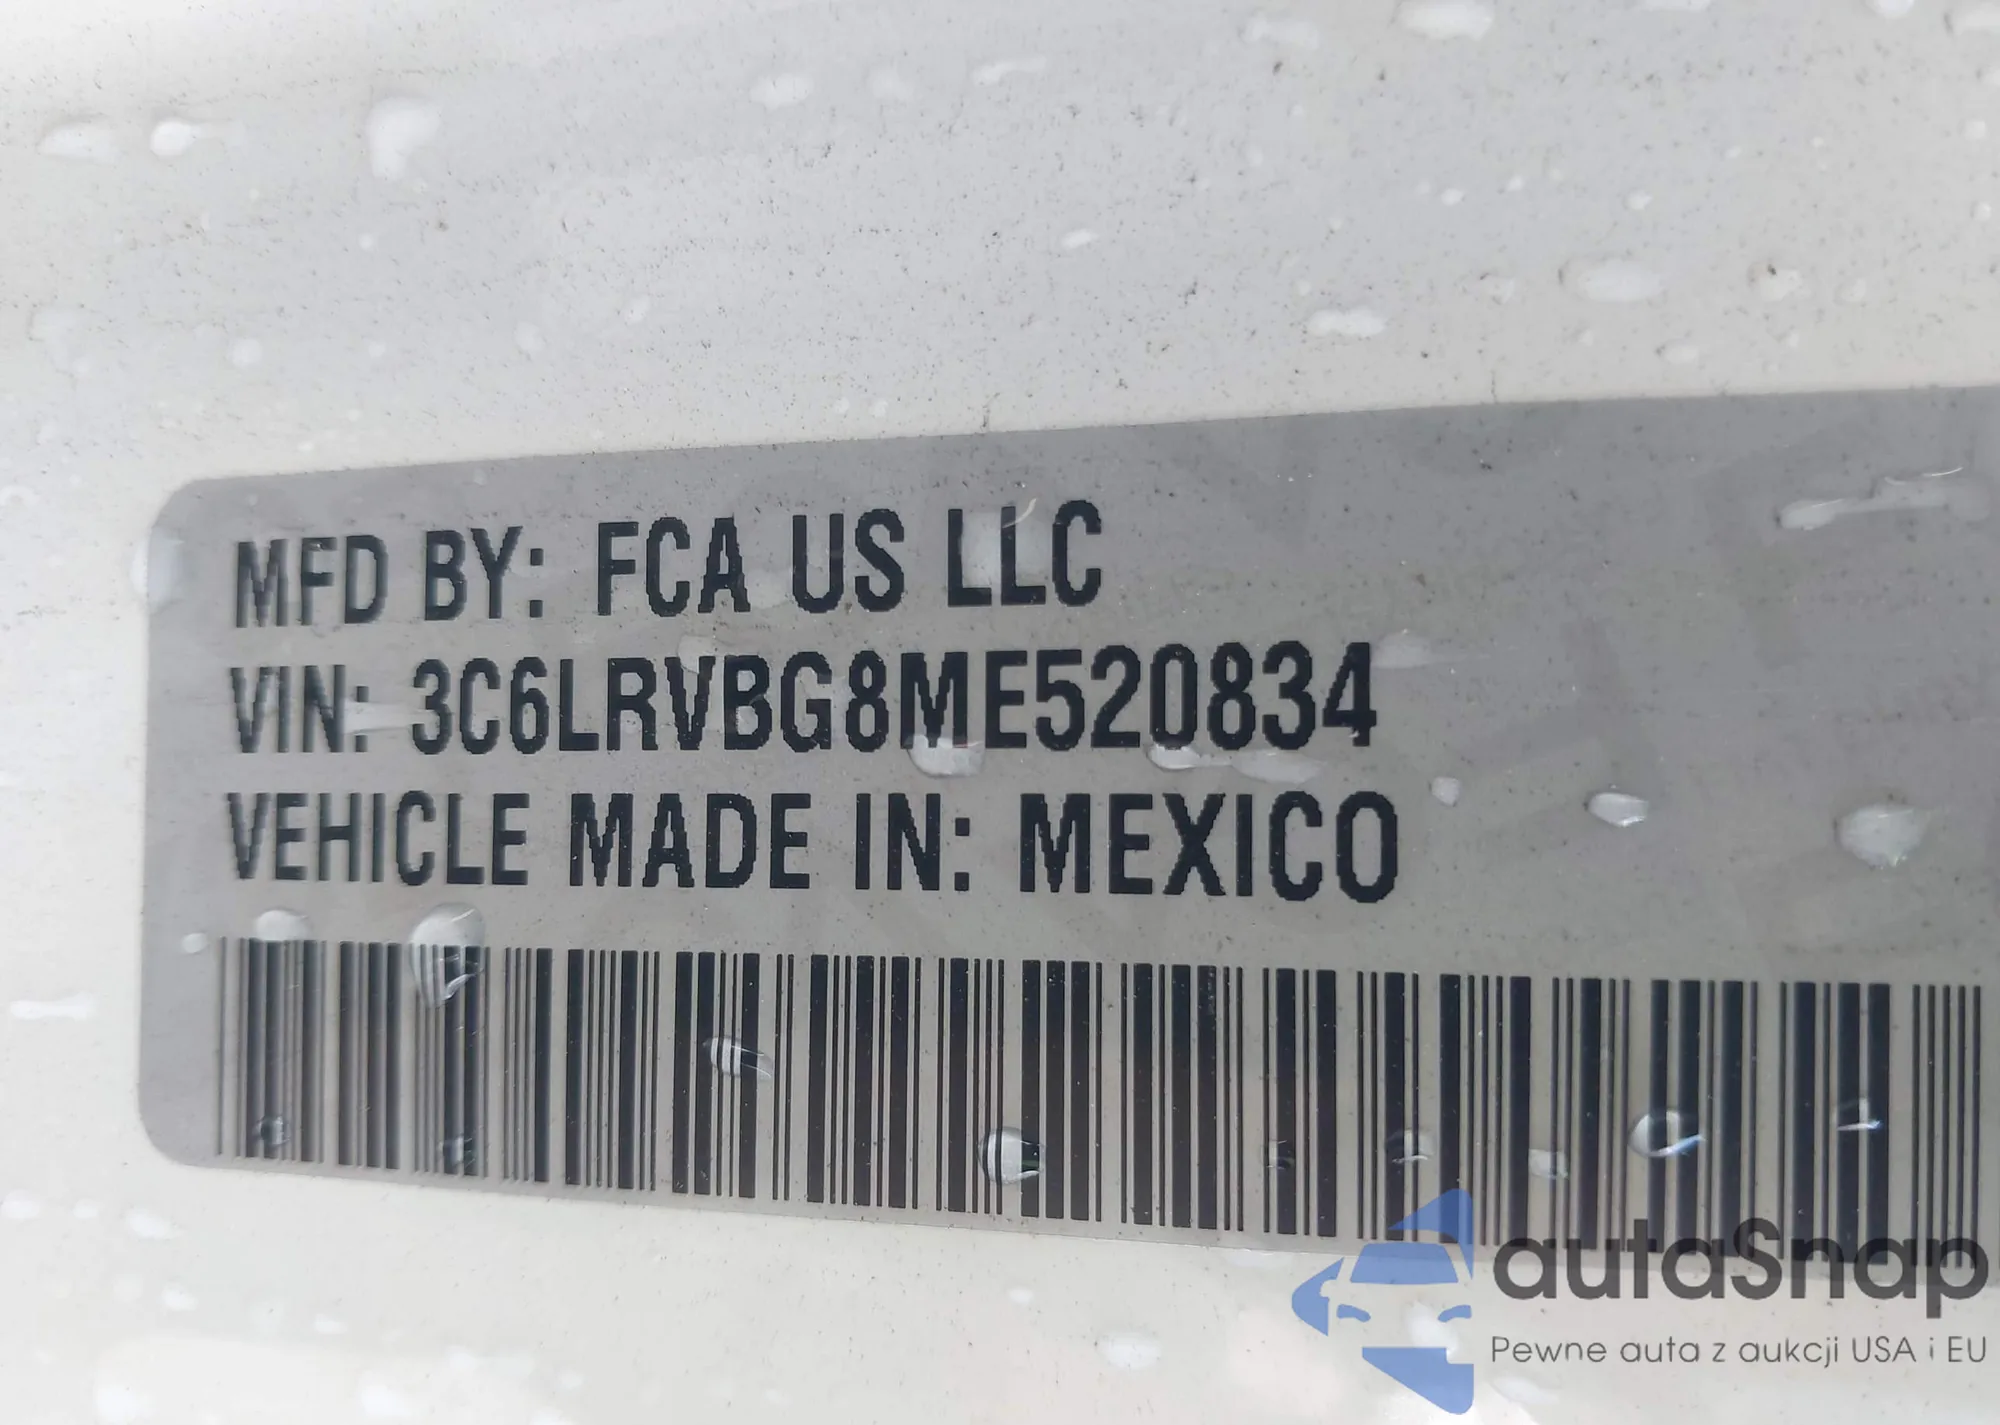 MFD BY: FCA US LLC
VIN: 3C6LRVBG8ME520834
VEHICLE MADE IN: MEXICO
autaSnap
Pewne auta z aukcji USA i EU